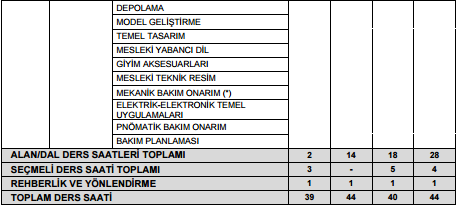 DEPOLAMA
MODEL GELİŞTİRME
TEMEL TASARIM
MESLEKİ YABANCI DİL
GİYİM AKSESUARLARI
MESLEKİ TEKNİK RESİM
MEKANİK BAKIM ONARIM (*)
ELEKTRİK-ELEKTRONİK TEMEL
UYGULAMALARI
PNÖMATİK BAKIM ONARIM
BAKIM PLANLAMASI
ALAN/DAL DERS SAATLERİ TOPLAMI 2 14 18 28
SEÇMELİ DERS SAATİ TOPLAMI 3 - 5 4
REHBERLİK VE YÖNLENDİRME 1 1 1 1
TOPLAM DERS SAATİ 39 44 40 44